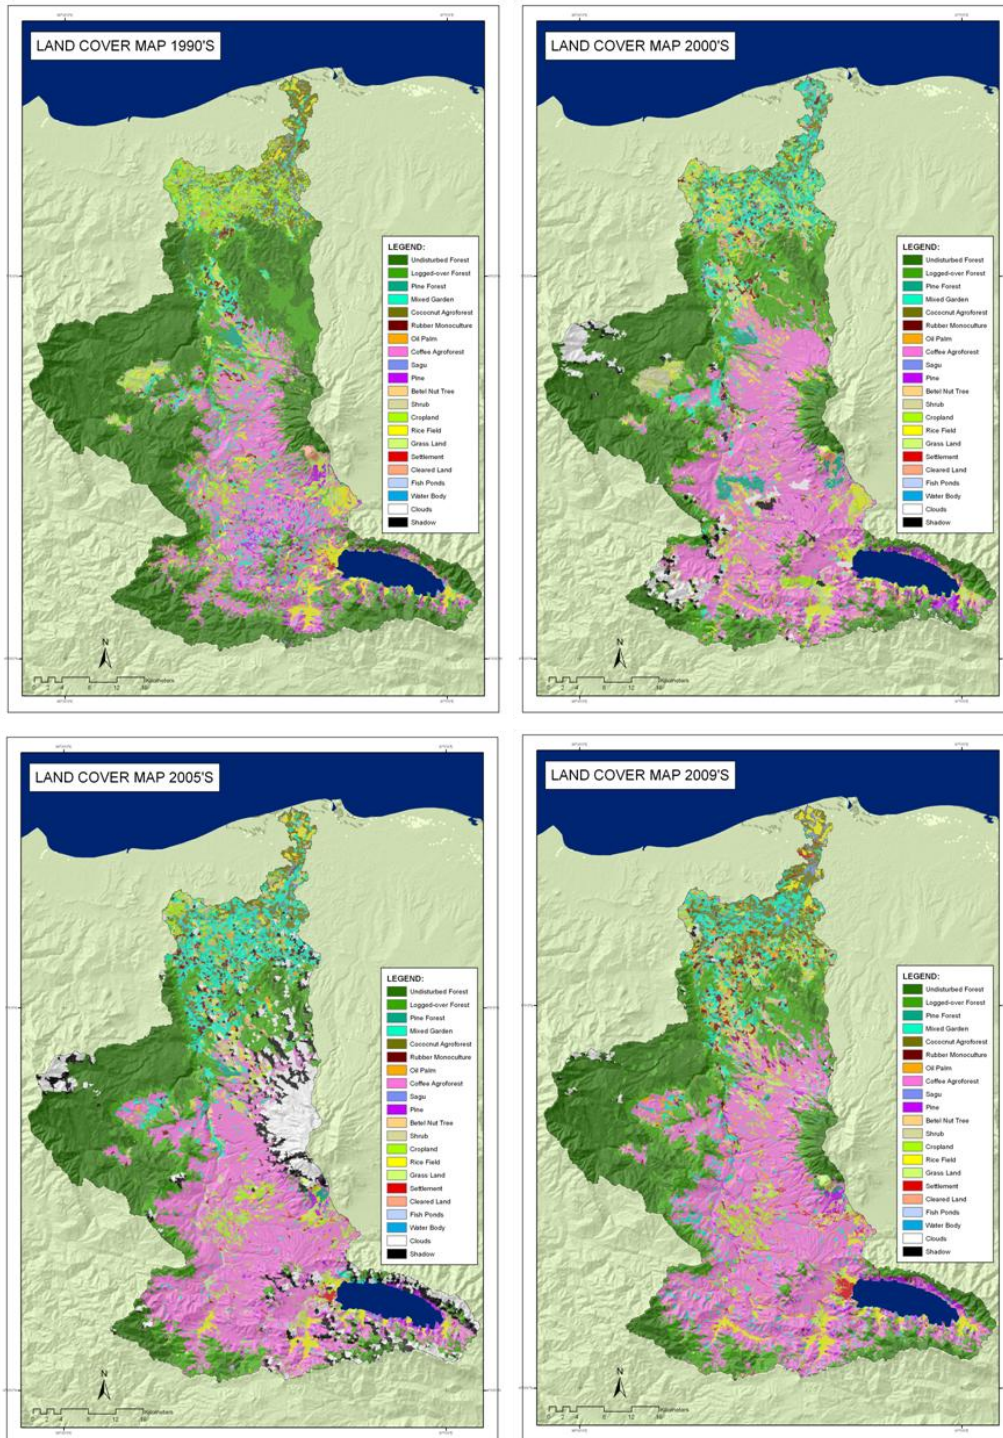 LAND COVER MAP 1990'S
N
LEGEND:
Undisturbed Forest
Logged-over Forest
Pine Forest
Mixed Garden
Cococnut Agroforest
Rubber Monoculture
Oil Palm
Coffee Agroforest
Sagu
Pine
Betel Nut Tree
Shrub
Cropland
Rice Field
Grass Land
Settlement
Cleared Land
Fish Ponds
Water Body
Clouds
Shadow
LAND COVER MAP 2000'S
N
LEGEND:
Undisturbed Forest
Logged-over Forest
Pine Forest
Mixed Garden
Cococnut Agroforest
Rubber Monoculture
Oil Palm
Coffee Agroforest
Sagu
Pine
Betel Nut Tree
Shrub
Cropland
Rice Field
Grass Land
Settlement
Cleared Land
Fish Ponds
Water Body
Clouds
Shadow
LAND COVER MAP 2005'S
N
LEGEND:
Undisturbed Forest
Logged-over Forest
Pine Forest
Mixed Garden
Cococnut Agroforest
Rubber Monoculture
Oil Palm
Coffee Agroforest
Sagu
Pine
Betel Nut Tree
Shrub
Cropland
Rice Field
Grass Land
Settlement
Cleared Land
Fish Ponds
Water Body
Clouds
Shadow
LAND COVER MAP 2009'S
N
LEGEND:
Undisturbed Forest
Logged-over Forest
Pine Forest
Mixed Garden
Cococnut Agroforest
Rubber Monoculture
Oil Palm
Coffee Agroforest
Sagu
Pine
Betel Nut Tree
Shrub
Cropland
Rice Field
Grass Land
Settlement
Cleared Land
Fish Ponds
Water Body
Clouds
Shadow